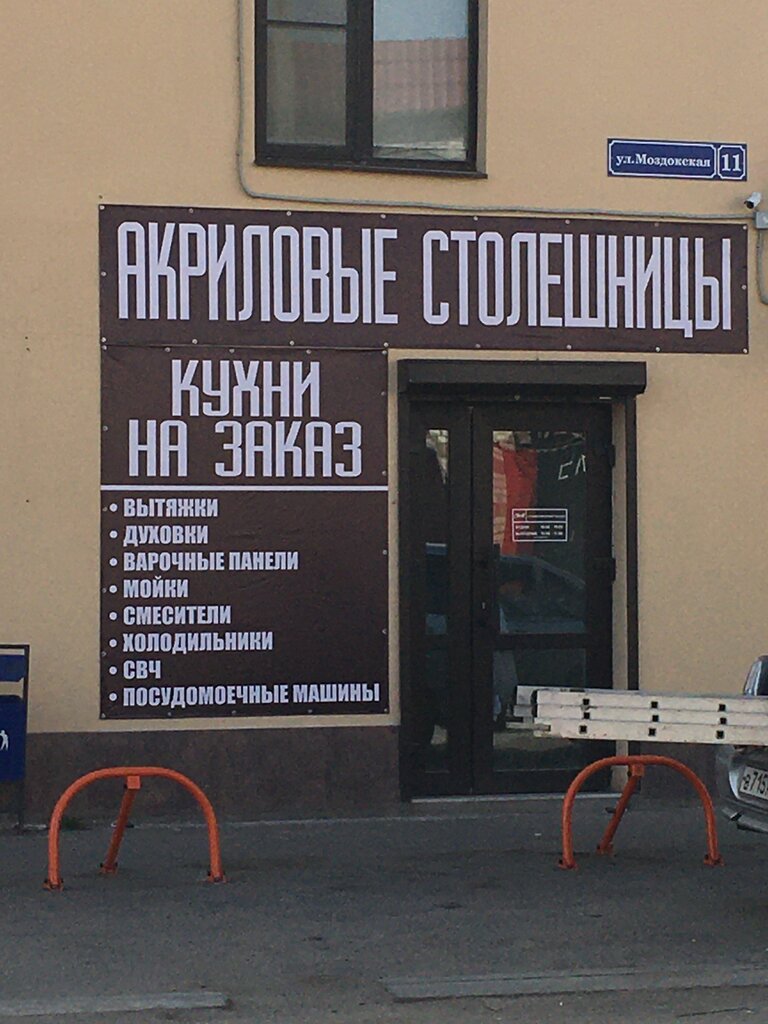 ул.Моздокская 11
АКРИЛОВЫЕ СТОЛЕШНИЦЫ
КУХНИ
НА ЗАКАЗ
• ВЫТЯЖКИ
• ДУХОВКИ
• ВАРОЧНЫЕ ПАНЕЛИ
• МОЙКИ
• СМЕСИТЕЛИ
• ХОЛОДИЛЬНИКИ
• СВЧ
• ПОСУДОМОЕЧНЫЕ МАШИНЫ